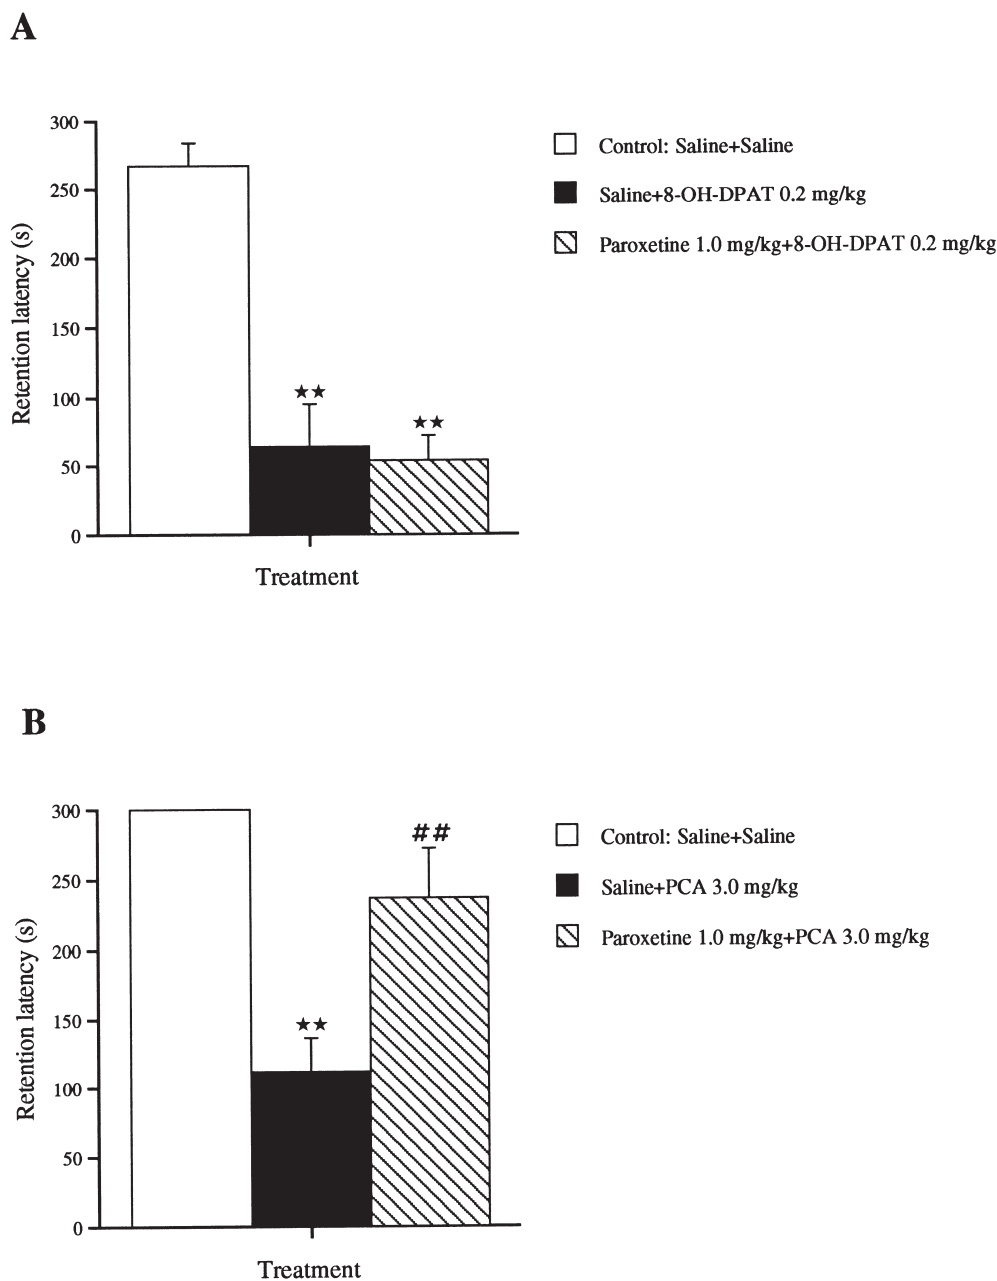 A
300
250
200
150
100
50
0
Retention latency (s)
★★
★★
Treatment
Control: Saline+Saline
Saline+8-OH-DPAT 0.2 mg/kg
Paroxetine 1.0 mg/kg+8-OH-DPAT 0.2 mg/kg
B
300
250
200
150
100
50
0
Retention latency (s)
★★
##
Treatment
Control: Saline+Saline
Saline+PCA 3.0 mg/kg
Paroxetine 1.0 mg/kg+PCA 3.0 mg/kg